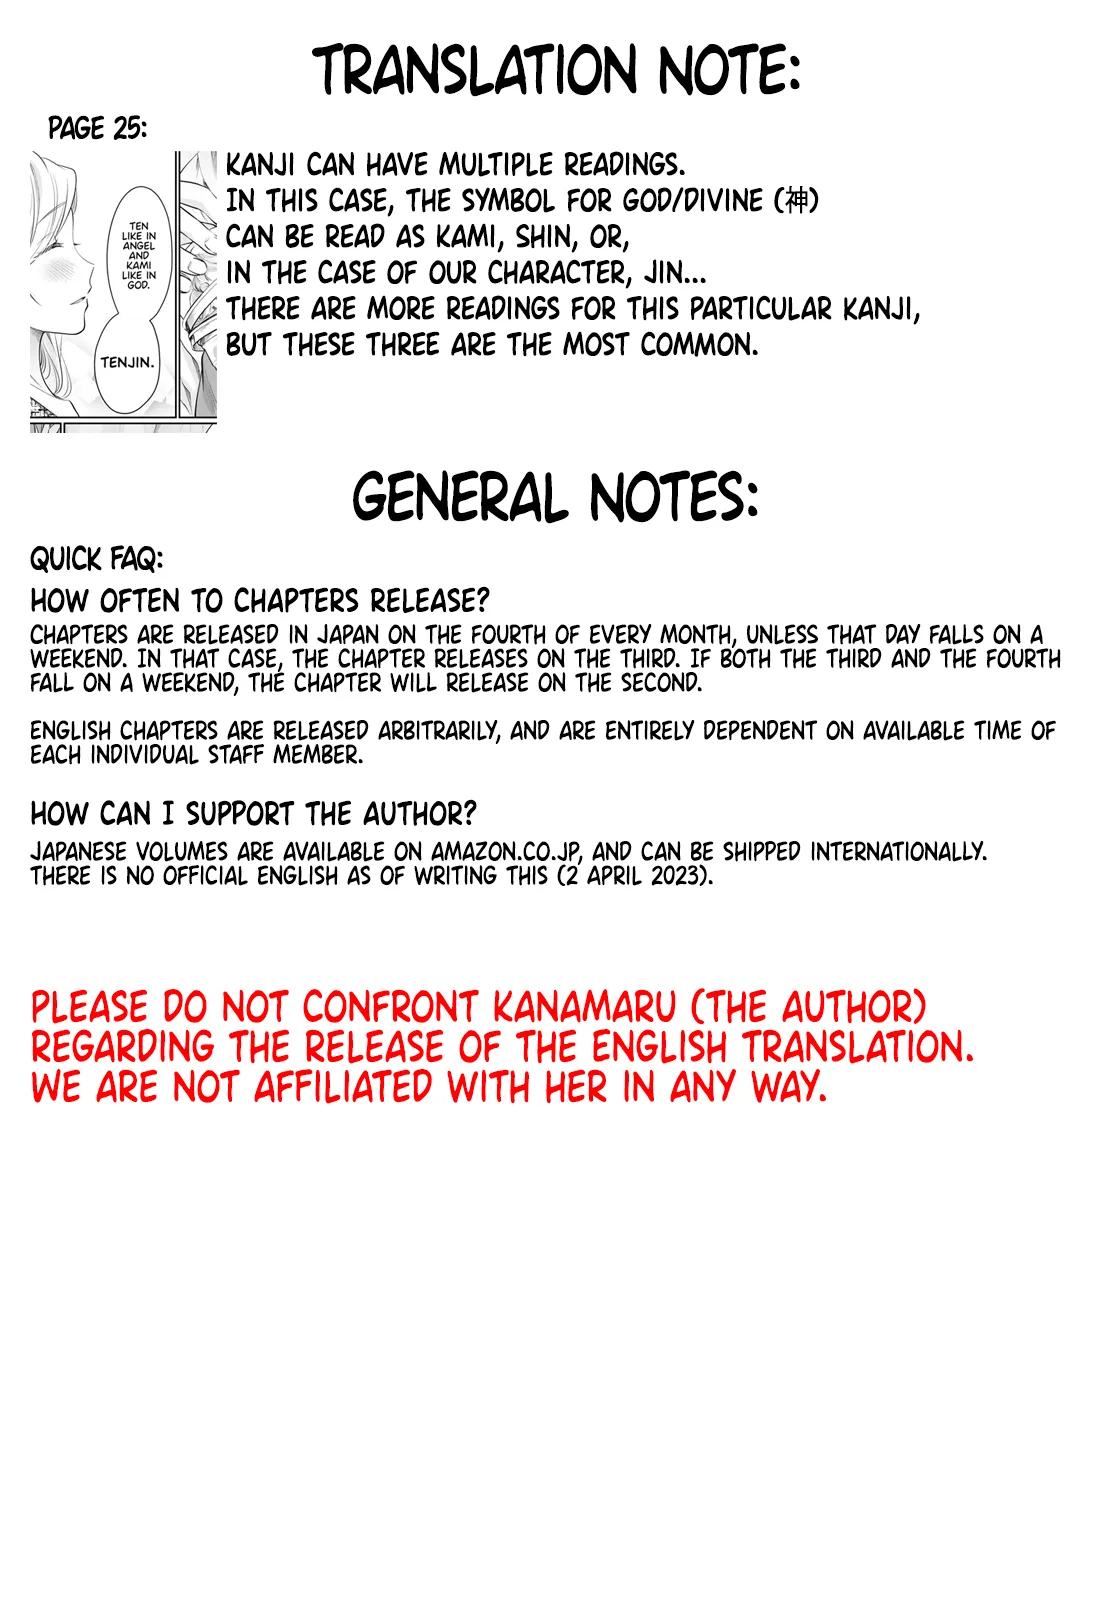 TRANSLATION NOTE:
PAGE 25:
TEN
LIKE IN
ANGEL
AND
KAMI
LIKE IN
GOD.
TENJIN.
KANJI CAN HAVE MULTIPLE READINGS.
IN THIS CASE, THE SYMBOL FOR GOD/DIVINE (神)
CAN BE READ AS KAMI, SHIN, OR,
IN THE CASE OF OUR CHARACTER, JIN...
THERE ARE MORE READINGS FOR THIS PARTICULAR KANJI,
BUT THESE THREE ARE THE MOST COMMON.
GENERAL NOTES:
QUICK FAQ:
HOW OFTEN TO CHAPTERS RELEASE?
CHAPTERS ARE RELEASED IN JAPAN ON THE FOURTH OF EVERY MONTH, UNLESS THAT DAY FALLS ON A
WEEKEND. IN THAT CASE, THE CHAPTER RELEASES ON THE THIRD. IF BOTH THE THIRD AND THE FOURTH
FALL ON A WEEKEND, THE CHAPTER WILL RELEASE ON THE SECOND.
ENGLISH CHAPTERS ARE RELEASED ARBITRARILY, AND ARE ENTIRELY DEPENDENT ON AVAILABLE TIME OF
EACH INDIVIDUAL STAFF MEMBER.
HOW CAN I SUPPORT THE AUTHOR?
JAPANESE VOLUMES ARE AVAILABLE ON AMAZON.CO.JP, AND CAN BE SHIPPED INTERNATIONALLY.
THERE IS NO OFFICIAL ENGLISH AS OF WRITING THIS (2 APRIL 2023).
PLEASE DO NOT CONFRONT KANAMARU (THE AUTHOR)
REGARDING THE RELEASE OF THE ENGLISH TRANSLATION.
WE ARE NOT AFFILIATED WITH HER IN ANY WAY.